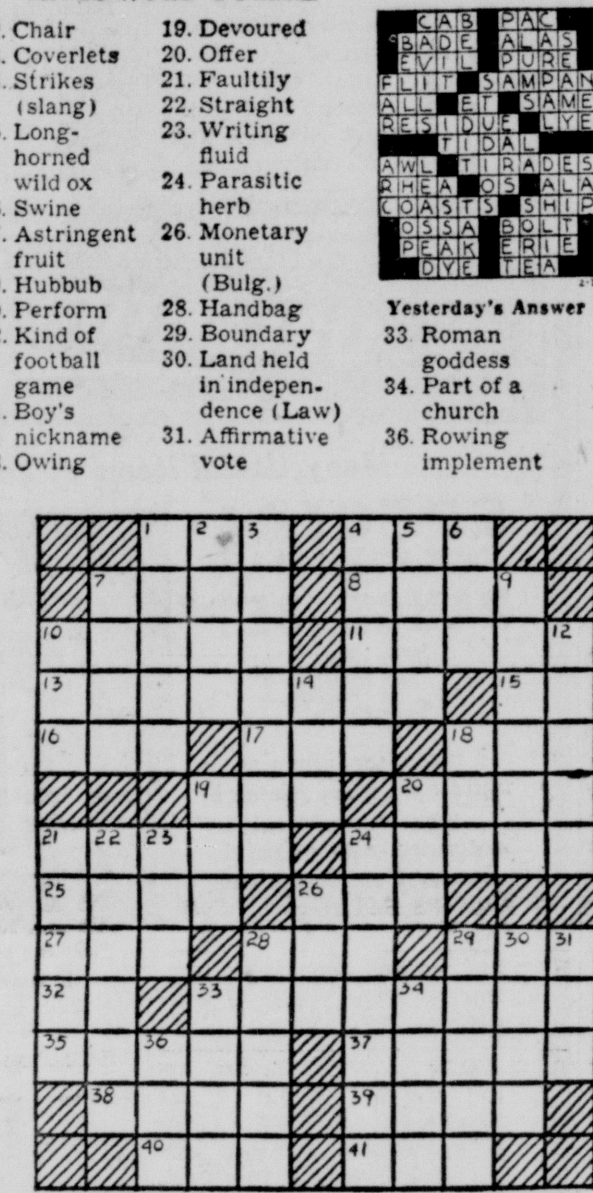 . Chair
. Coverlets
. Strikes
(slang)
. Long-
horned
wild ox
. Swine
. Astringent
fruit
. Hubbub
. Perform
. Kind of
football
game
. Boy's
nickname
. Owing
19. Devoured
20. Offer
21. Faultily
22. Straight
23. Writing
fluid
24. Parasitic
herb
26. Monetary
unit
(Bulg.)
28. Handbag
29. Boundary
30. Land held
in indepen-
dence (Law)
31. Affirmative
vote
CAB PAC
BADE ALAS
EVIL PURE
FLIT SAMPAN
ALL ET SAME
RESIDUE LYE
TIDAL
AWL TIRADES
RHEA OS ALA
COASTS SHIP
OSSA BOLT
PEAK ERIE
DYE TEA
Yesterday's Answer
33. Roman
goddess
34. Part of a
church
36. Rowing
implement
1 2 3 4 5 6
7 8 9
10 11 12
13 14 15
16 17 18
19 20
21 22 23 24
25 26
27 28 29 30 31
32 33 34
35 36 37
38 39
40 41